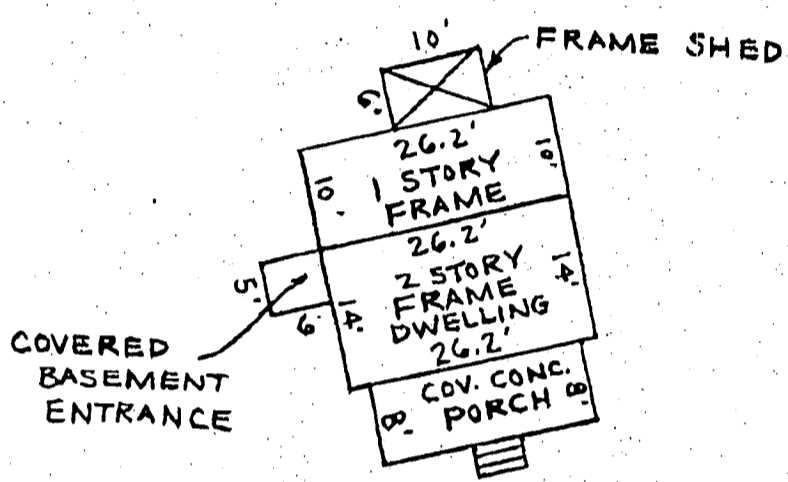 10'
FRAME SHED
6'
26.2'
10' 1 STORY 10'
FRAME
26.2'
2 STORY
FRAME
DWELLING
14' 14'
26.2'
5'
6'
COVERED
BASEMENT
ENTRANCE
COV. CONC.
8' PORCH 8'